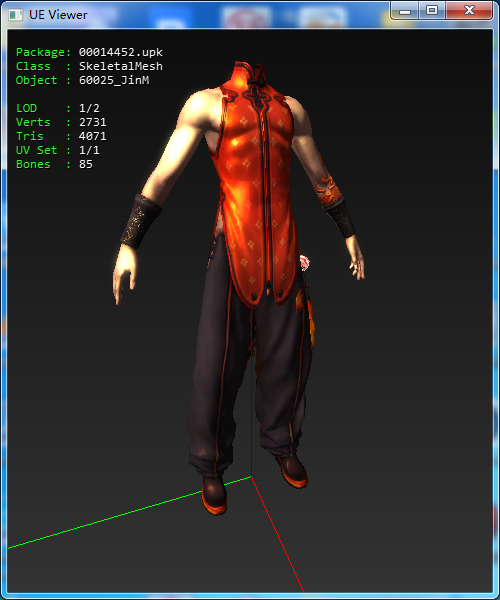 UE Viewer
Package: 00014452.upk
Class : SkeletalMesh
Object : 60025_JinM
LOD : 1/2
Verts : 2731
Tris : 4071
UV Set : 1/1
Bones : 85